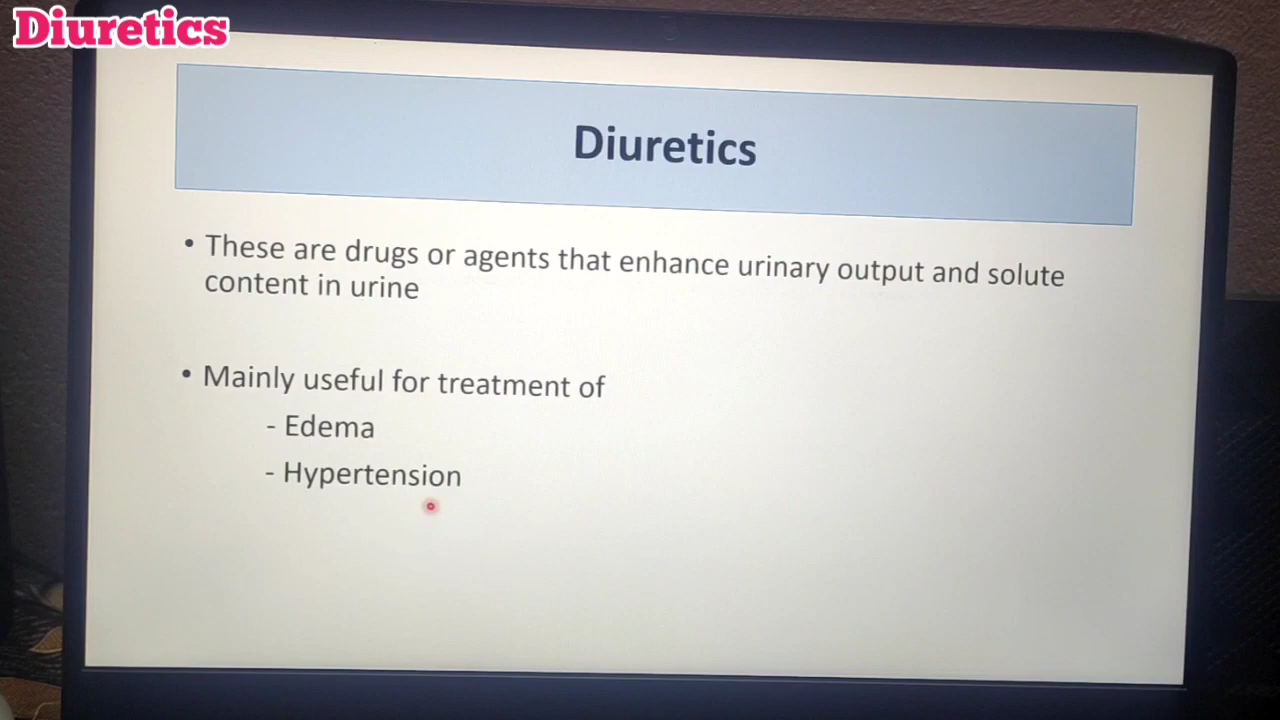 Diuretics
Diuretics
• These are drugs or agents that enhance urinary output and solute
content in urine
• Mainly useful for treatment of
- Edema
- Hypertension